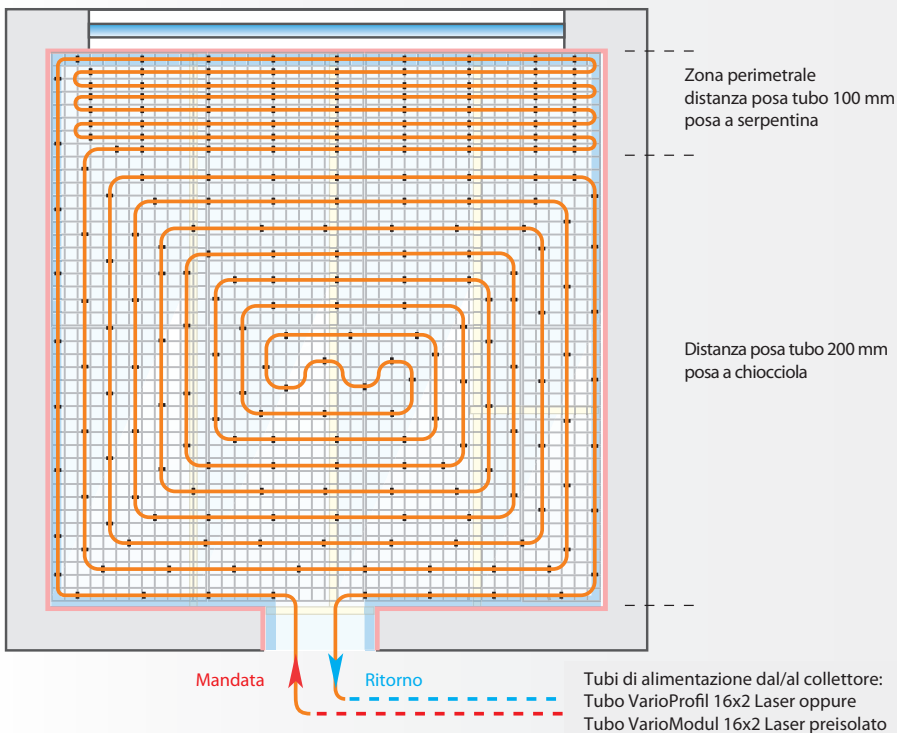 Zona perimetrale
distanza posa tubo 100 mm
posa a serpentina
Distanza posa tubo 200 mm
posa a chiocciola
Mandata
Ritorno
Tubi di alimentazione dal/al collettore:
Tubo VarioProfil 16x2 Laser oppure
Tubo VarioModul 16x2 Laser preisolato